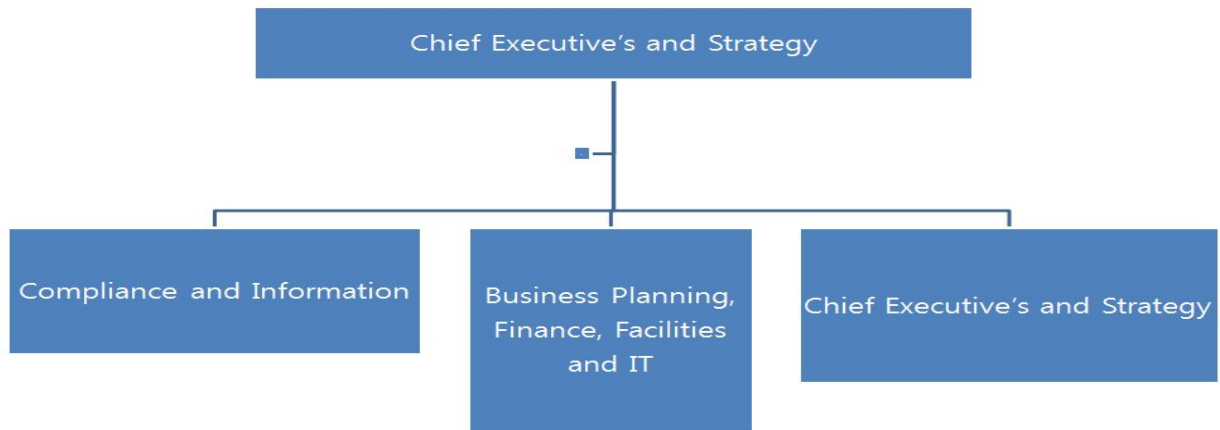 Chief Executive’s and Strategy
Compliance and Information
Business Planning,
Finance, Facilities
and IT
Chief Executive’s and Strategy